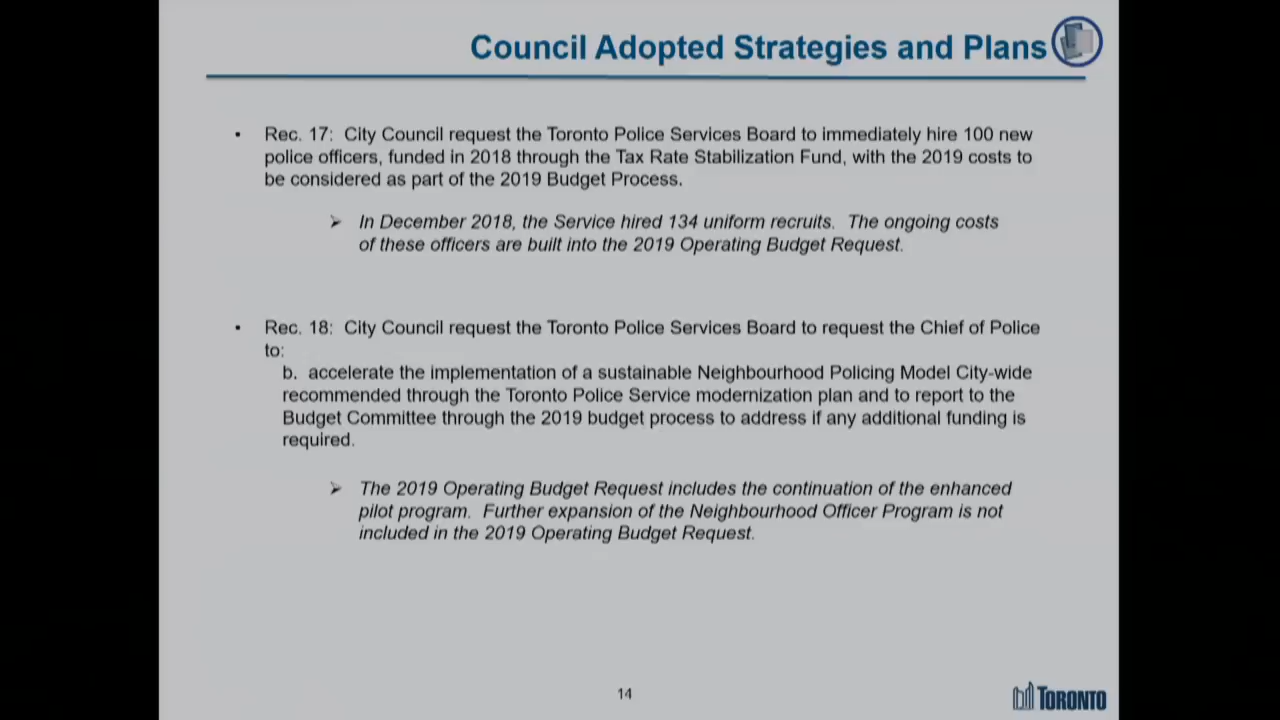 Council Adopted Strategies and Plans
• Rec. 17: City Council request the Toronto Police Services Board to immediately hire 100 new
police officers, funded in 2018 through the Tax Rate Stabilization Fund, with the 2019 costs to
be considered as part of the 2019 Budget Process.
➢ In December 2018, the Service hired 134 uniform recruits. The ongoing costs
of these officers are built into the 2019 Operating Budget Request.
• Rec. 18: City Council request the Toronto Police Services Board to request the Chief of Police
to:
b. accelerate the implementation of a sustainable Neighbourhood Policing Model City-wide
recommended through the Toronto Police Service modernization plan and to report to the
Budget Committee through the 2019 budget process to address if any additional funding is
required.
➢ The 2019 Operating Budget Request includes the continuation of the enhanced
pilot program. Further expansion of the Neighbourhood Officer Program is not
included in the 2019 Operating Budget Request.
14
TORONTO